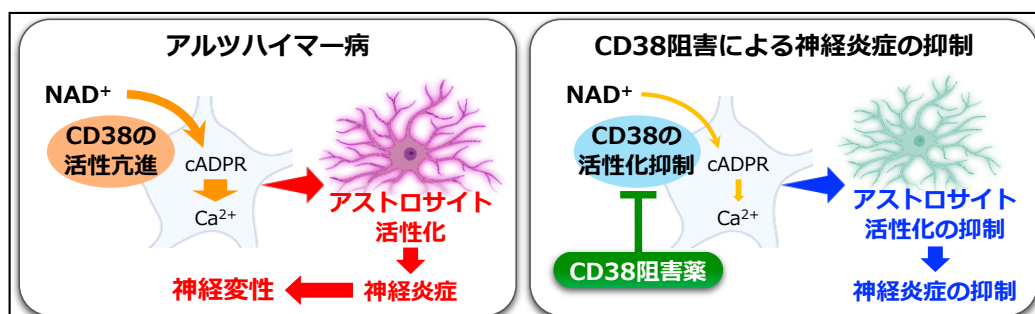 アルツハイマー病
NAD⁺
CD38の
活性亢進
cADPR
Ca²⁺
アストロサイト
活性化
神経炎症
神経変性
CD38阻害による神経炎症の抑制
NAD⁺
CD38の
活性化抑制
cADPR
Ca²⁺
CD38阻害薬
アストロサイト
活性化の抑制
神経炎症の抑制